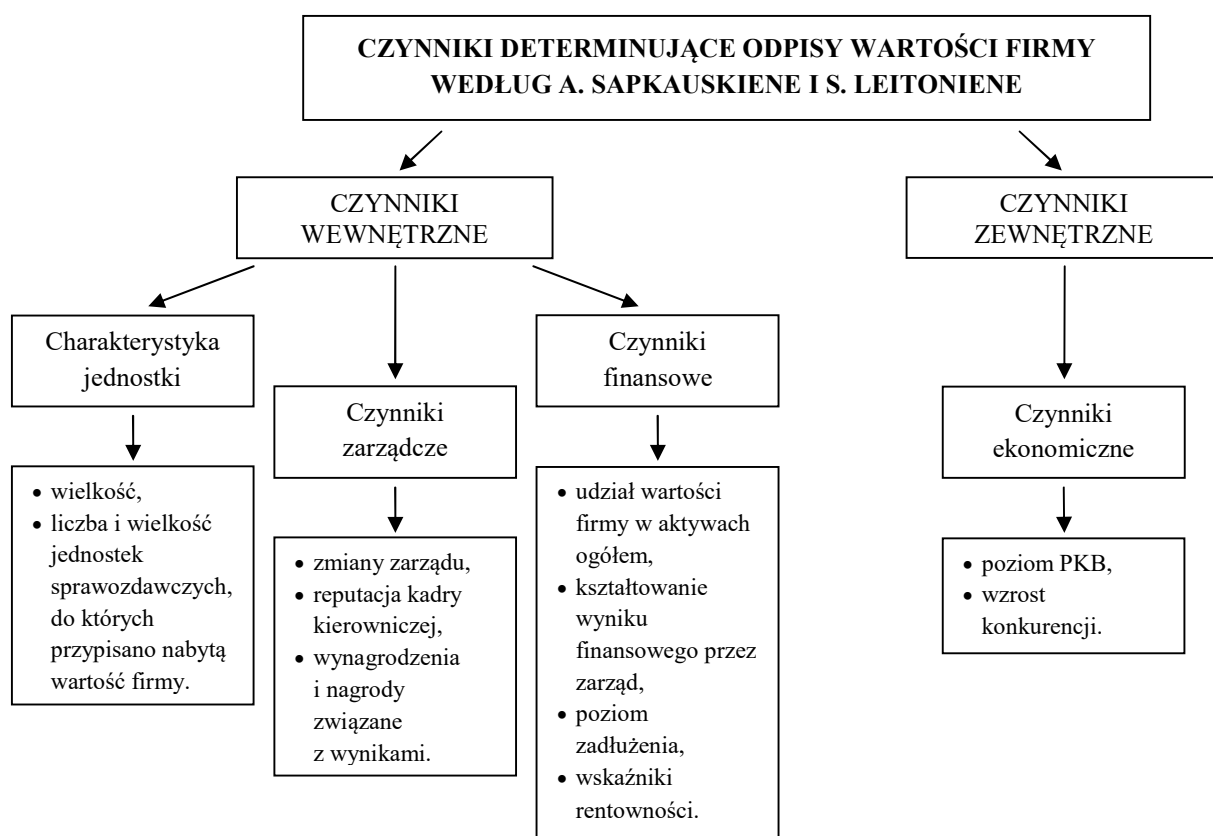 CZYNNIKI DETERMINUJĄCE ODPISY WARTOŚCI FIRMY
WEDŁUG A. SAPKAUSKIENE I S. LEITONIENE
CZYNNIKI
WEWNĘTRZNE
CZYNNIKI
ZEWNĘTRZNE
Charakterystyka
jednostki
Czynniki
zarządcze
Czynniki
finansowe
Czynniki
ekonomiczne
• wielkość,
• liczba i wielkość
jednostek
sprawozdawczych,
do których
przypisano nabytą
wartość firmy.
• zmiany zarządu,
• reputacja kadry
kierowniczej,
• wynagrodzenia
i nagrody
związane
z wynikami.
• udział wartości
firmy w aktywach
ogółem,
• kształtowanie
wyniku
finansowego przez
zarząd,
• poziom
zadłużenia,
• wskaźniki
rentowności.
• poziom PKB,
• wzrost
konkurencji.